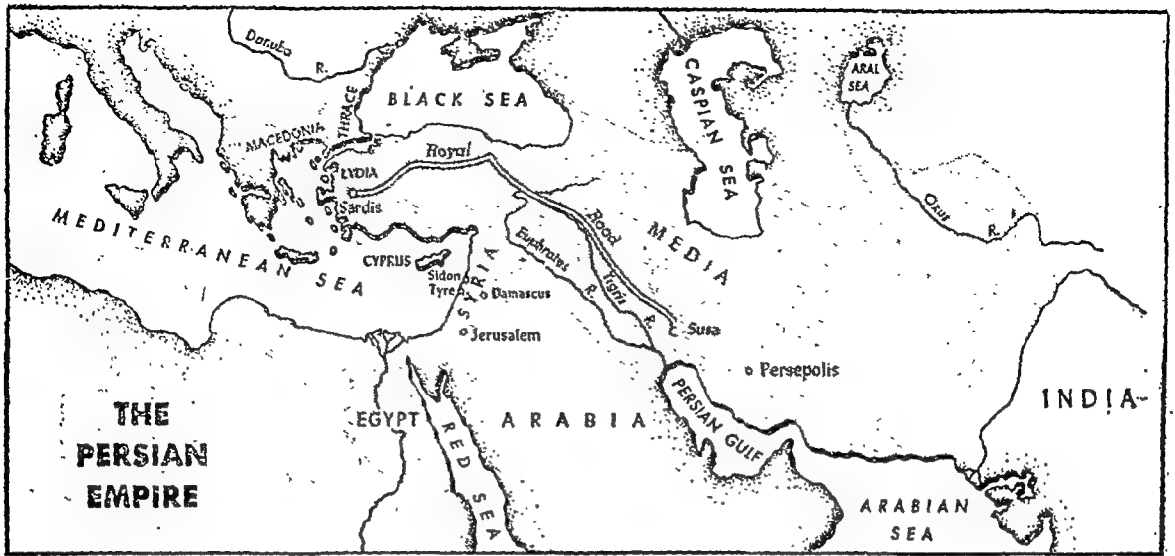 Danube
R.
BLACK SEA
CASPIAN SEA
ARAL
SEA
THRACE
MACEDONIA
LYDIA
Sardis
Royal
Road
MEDITERRANEAN SEA
CYPRUS
Sidon
Tyre
SYRIA
Damascus
Jerusalem
Euphrates
R.
Tigris
R.
MEDIA
Oxus
R.
Susa
Persepolis
INDIA
THE
PERSIAN
EMPIRE
EGYPT
RED SEA
ARABIA
PERSIAN GULF
ARABIAN
SEA